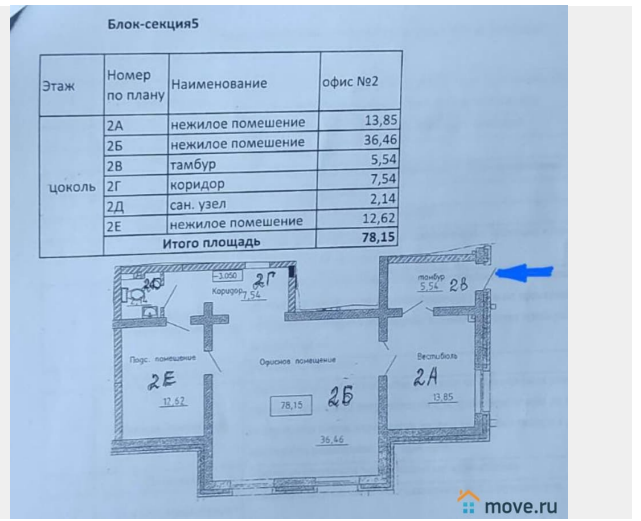 Блок-секция5
Этаж Номер по плану Наименование офис №2
цоколь
2А нежилое помешение 13,85
2Б нежилое помешение 36,46
2В тамбур 5,54
2Г коридор 7,54
2Д сан. узел 2,14
2Е нежилое помешение 12,62
Итого площадь 78,15
-3.050
2Г
Коридор
7,54
тамбур
5,54 2В
Подс. помещение
2Е
12,62
Офисное помещение
2Б
78,15
36,46
Вестибюль
2А
13,85
move.ru